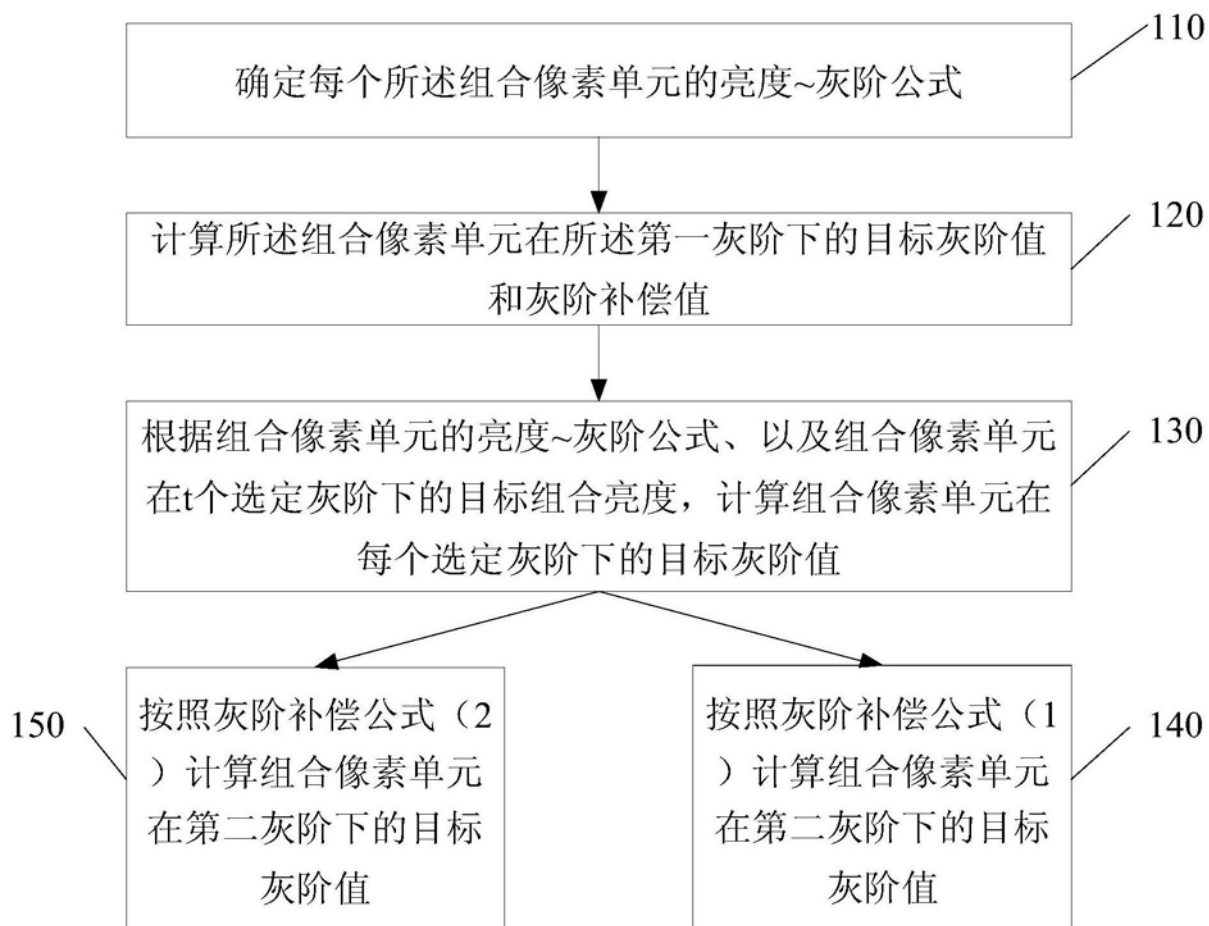 110
确定每个所述组合像素单元的亮度~灰阶公式
120
计算所述组合像素单元在所述第一灰阶下的目标灰阶值
和灰阶补偿值
130
根据组合像素单元的亮度~灰阶公式、以及组合像素单元
在t个选定灰阶下的目标组合亮度，计算组合像素单元在
每个选定灰阶下的目标灰阶值
150
按照灰阶补偿公式（2
）计算组合像素单元
在第二灰阶下的目标
灰阶值
140
按照灰阶补偿公式（1
）计算组合像素单元
在第二灰阶下的目标
灰阶值